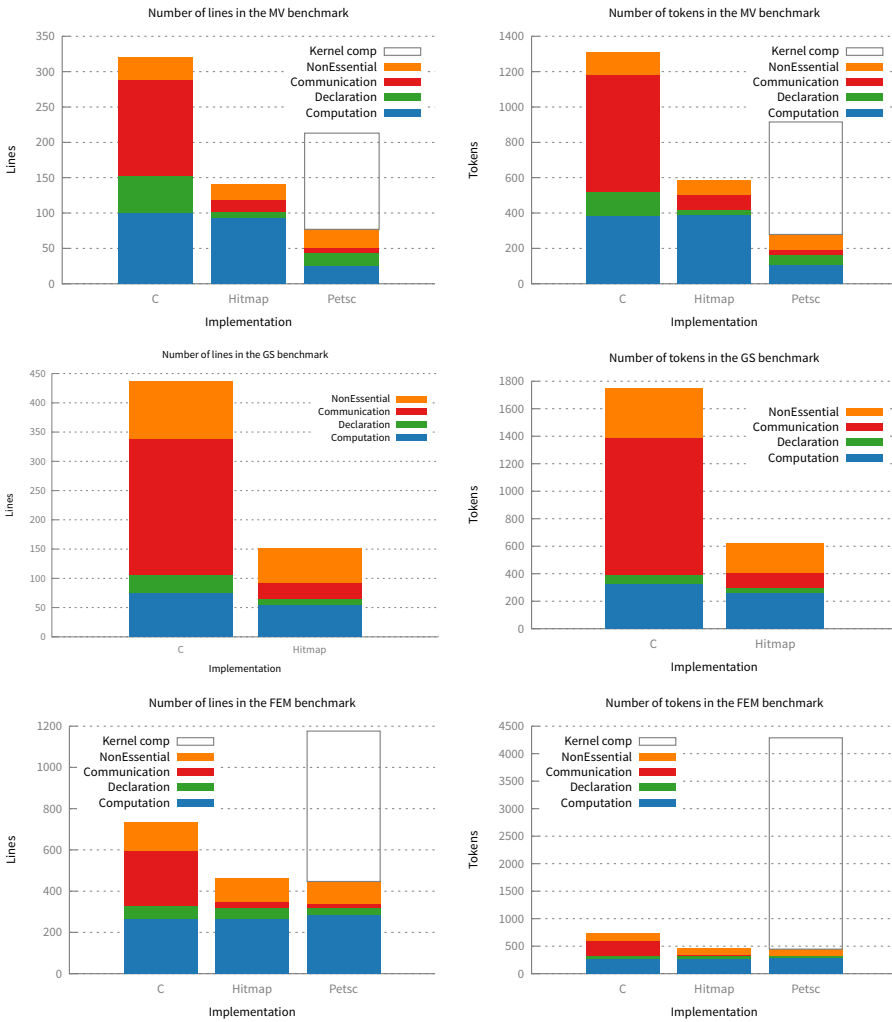 Number of lines in the MV benchmark
350
300
250
200
150
100
50
0
Lines
Kernel comp
NonEssential
Communication
Declaration
Computation
C Hitmap Petsc
Implementation
Number of tokens in the MV benchmark
1400
1200
1000
800
600
400
200
0
Tokens
Kernel comp
NonEssential
Communication
Declaration
Computation
C Hitmap Petsc
Implementation
Number of lines in the GS benchmark
450
400
350
300
250
200
150
100
50
0
Lines
NonEssential
Communication
Declaration
Computation
C Hitmap
Implementation
Number of tokens in the GS benchmark
1800
1600
1400
1200
1000
800
600
400
200
0
Tokens
NonEssential
Communication
Declaration
Computation
C Hitmap
Implementation
Number of lines in the FEM benchmark
1200
1000
800
600
400
200
0
Lines
Kernel comp
NonEssential
Communication
Declaration
Computation
C Hitmap Petsc
Implementation
Number of tokens in the FEM benchmark
4500
4000
3500
3000
2500
2000
1500
1000
500
0
Tokens
Kernel comp
NonEssential
Communication
Declaration
Computation
C Hitmap Petsc
Implementation